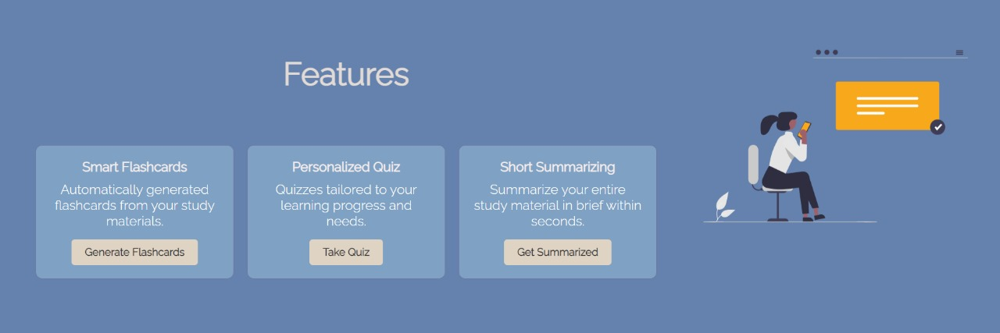 Features
Smart Flashcards
Automatically generated
flashcards from your study
materials.
Generate Flashcards
Personalized Quiz
Quizzes tailored to your
learning progress and
needs.
Take Quiz
Short Summarizing
Summarize your entire
study material in brief within
seconds.
Get Summarized